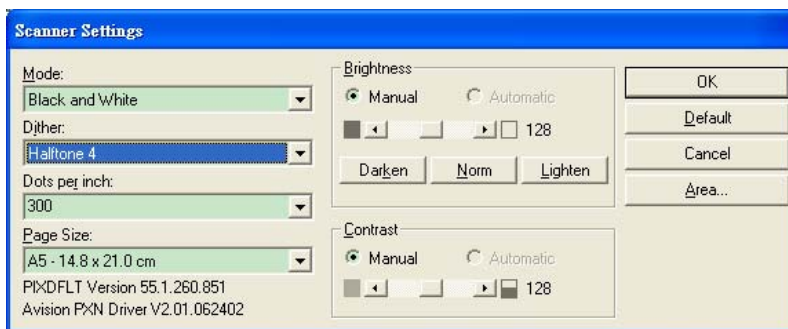 Scanner Settings
Mode:
Black and White
Dither:
Halftone 4
Dots per inch:
300
Page Size:
A5 - 14.8 x 21.0 cm
PIXDFLT Version 55.1.260.851
Avision PXN Driver V2.01.062402
Brightness
Manual Automatic
128
Darken Norm Lighten
Contrast
Manual Automatic
128
OK
Default
Cancel
Area...